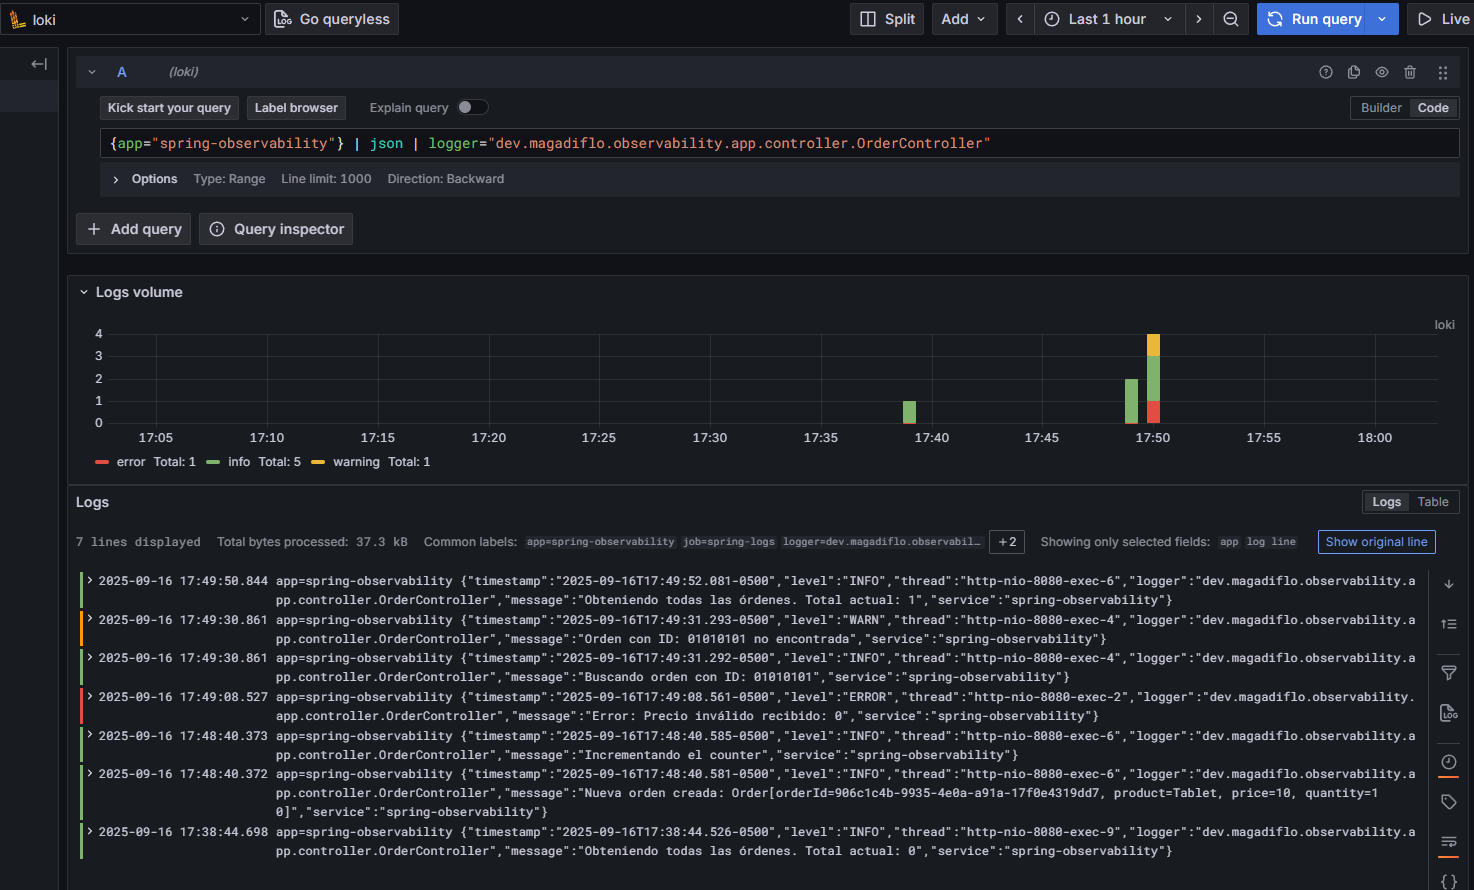 loki
Go queryless
Split
Add
Last 1 hour
Run query
Live
A (loki)
Kick start your query
Label browser
Explain query
Builder
Code
{app="spring-observability"} | json | logger="dev.magadiflo.observability.app.controller.OrderController"
Options Type: Range Line limit: 1000 Direction: Backward
Add query
Query inspector
Logs volume
loki
4
3
2
1
0
17:05 17:10 17:15 17:20 17:25 17:30 17:35 17:40 17:45 17:50 17:55 18:00
error Total: 1 info Total: 5 warning Total: 1
Logs
Logs
Table
7 lines displayed Total bytes processed: 37.3 kB Common labels: app=spring-observability job=spring-logs logger=dev.magadiflo.observabil… +2 Showing only selected fields: app log line Show original line
2025-09-16 17:49:50.844 app=spring-observability {"timestamp":"2025-09-16T17:49:52.081-0500","level":"INFO","thread":"http-nio-8080-exec-6","logger":"dev.magadiflo.observability.a
pp.controller.OrderController","message":"Obteniendo todas las órdenes. Total actual: 1","service":"spring-observability"}
2025-09-16 17:49:30.861 app=spring-observability {"timestamp":"2025-09-16T17:49:31.293-0500","level":"WARN","thread":"http-nio-8080-exec-4","logger":"dev.magadiflo.observability.a
pp.controller.OrderController","message":"Orden con ID: 01010101 no encontrada","service":"spring-observability"}
2025-09-16 17:49:30.861 app=spring-observability {"timestamp":"2025-09-16T17:49:31.292-0500","level":"INFO","thread":"http-nio-8080-exec-4","logger":"dev.magadiflo.observability.a
pp.controller.OrderController","message":"Buscando orden con ID: 01010101","service":"spring-observability"}
2025-09-16 17:49:08.527 app=spring-observability {"timestamp":"2025-09-16T17:49:08.561-0500","level":"ERROR","thread":"http-nio-8080-exec-2","logger":"dev.magadiflo.observability.
app.controller.OrderController","message":"Error: Precio inválido recibido: 0","service":"spring-observability"}
2025-09-16 17:48:40.373 app=spring-observability {"timestamp":"2025-09-16T17:48:40.585-0500","level":"INFO","thread":"http-nio-8080-exec-6","logger":"dev.magadiflo.observability.a
pp.controller.OrderController","message":"Incrementando el counter","service":"spring-observability"}
2025-09-16 17:48:40.372 app=spring-observability {"timestamp":"2025-09-16T17:48:40.581-0500","level":"INFO","thread":"http-nio-8080-exec-6","logger":"dev.magadiflo.observability.a
pp.controller.OrderController","message":"Nueva orden creada: Order[orderId=906c1c4b-9935-4e0a-a91a-17f0e4319dd7, product=Tablet, price=10, quantity=1
0]","service":"spring-observability"}
2025-09-16 17:38:44.698 app=spring-observability {"timestamp":"2025-09-16T17:38:44.526-0500","level":"INFO","thread":"http-nio-8080-exec-9","logger":"dev.magadiflo.observability.a
pp.controller.OrderController","message":"Obteniendo todas las órdenes. Total actual: 0","service":"spring-observability"}